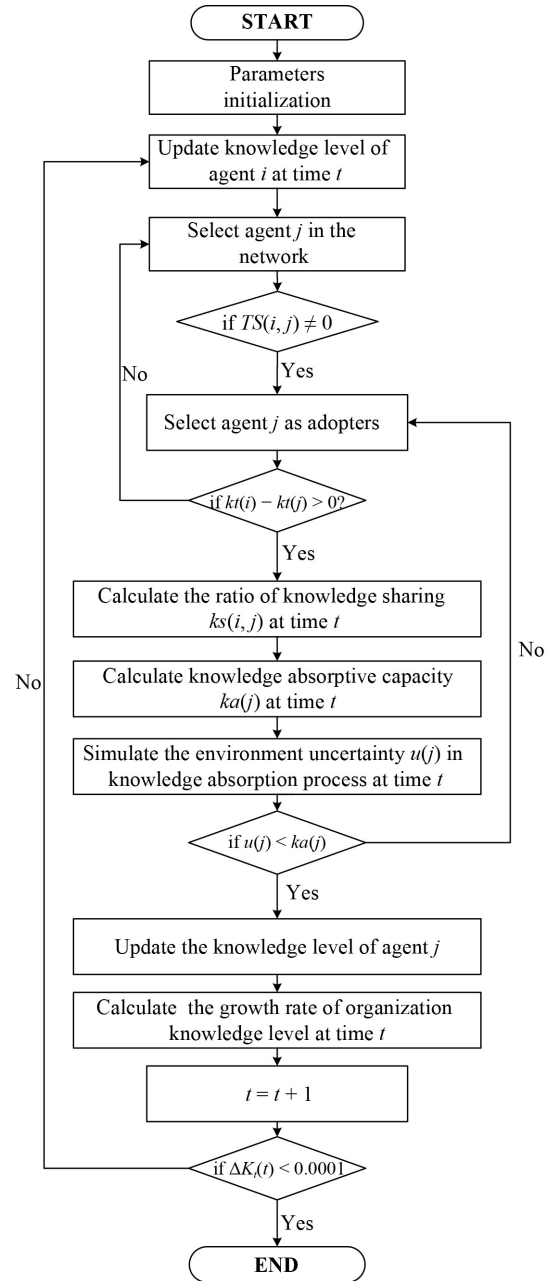 START
Parameters
initialization
Update knowledge level of
agent i at time t
Select agent j in the
network
if TS(i, j) ≠ 0
No
Yes
Select agent j as adopters
if kt(i) − kt(j) > 0?
Yes
Calculate the ratio of knowledge sharing
ks(i, j) at time t
No
Calculate knowledge absorptive capacity
ka(j) at time t
No
Simulate the environment uncertainty u(j) in
knowledge absorption process at time t
if u(j) < ka(j)
Yes
Update the knowledge level of agent j
Calculate the growth rate of organization
knowledge level at time t
t = t + 1
if ΔKₜ(t) < 0.0001
Yes
END